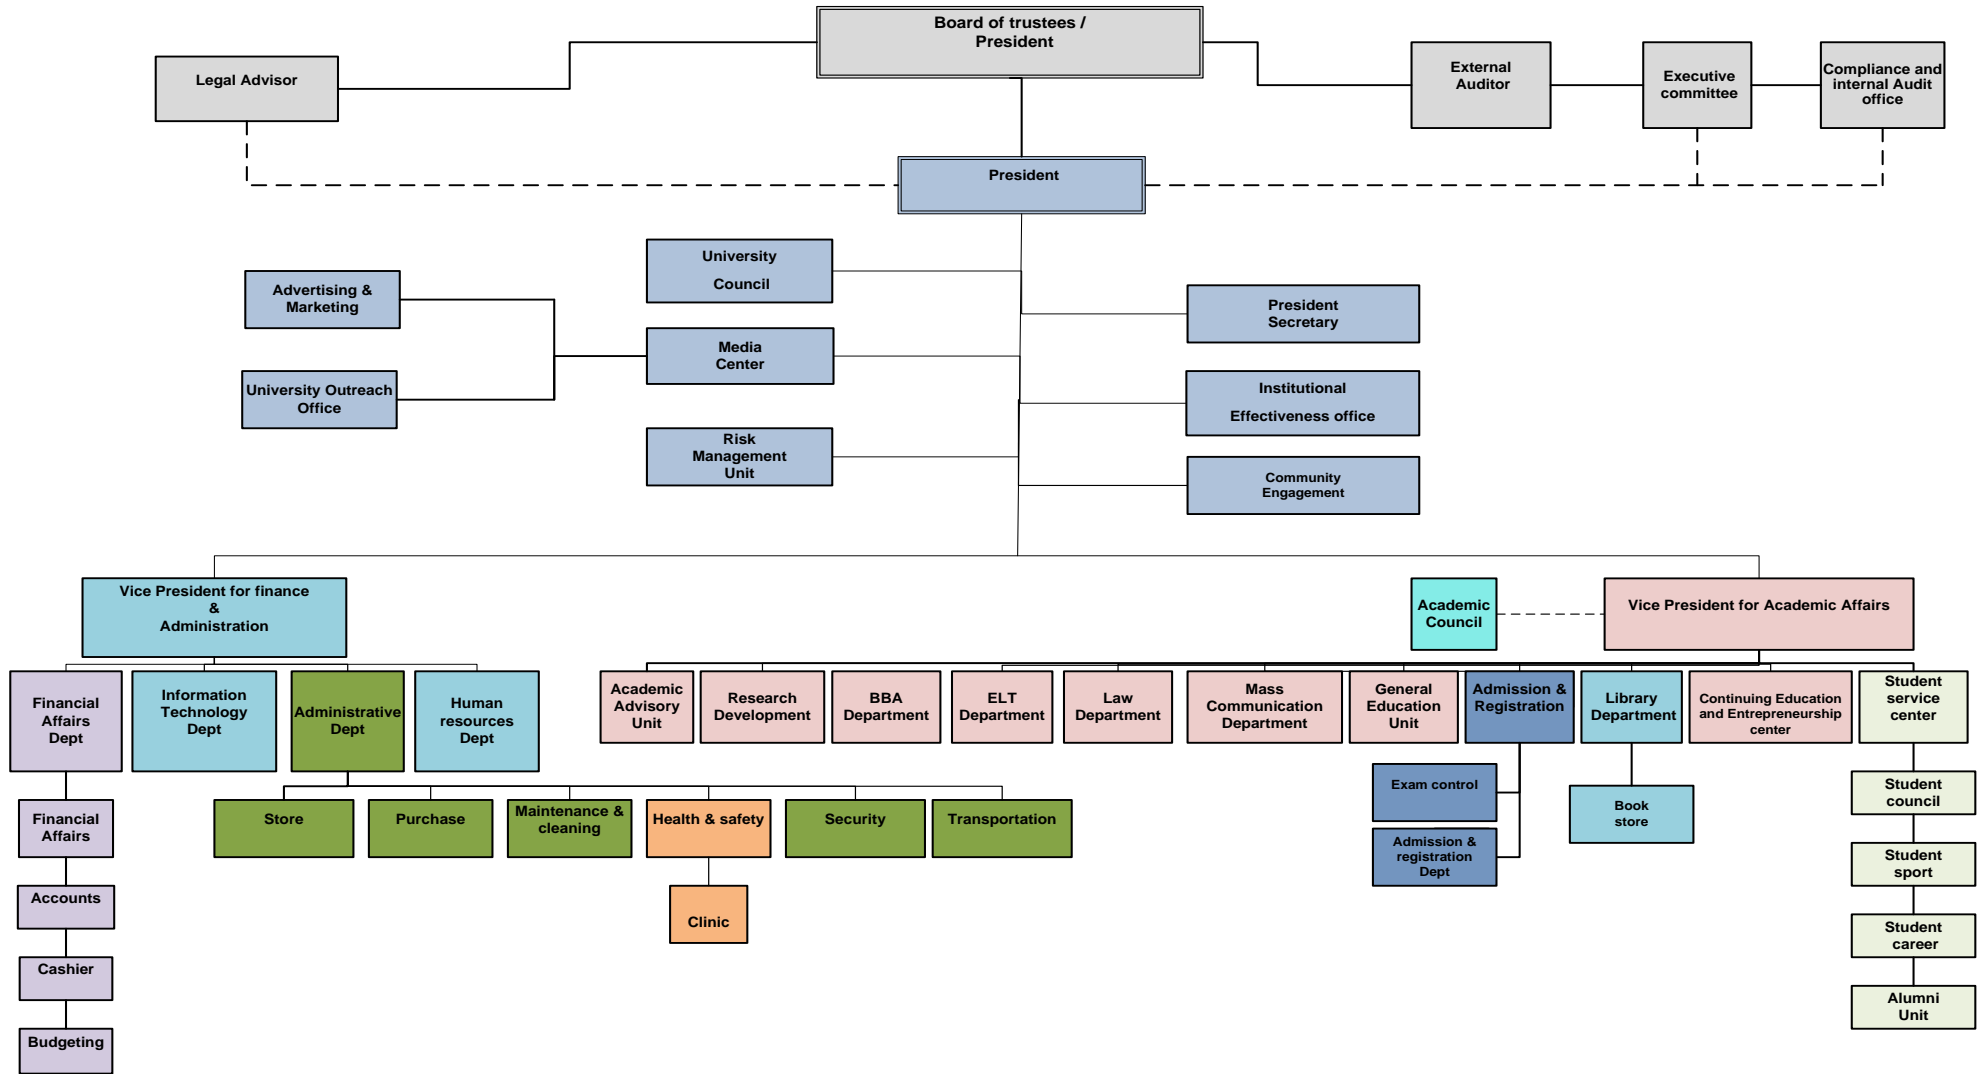 Board of trustees /
President
Legal Advisor
External
Auditor
Executive
committee
Compliance and
internal Audit
office
President
University
Council
Advertising &
Marketing
President
Secretary
Media
Center
University Outreach
Office
Institutional
Effectiveness office
Risk
Management
Unit
Community
Engagement
Vice President for finance
&
Administration
Academic
Council
Vice President for Academic Affairs
Financial
Affairs
Dept
Information
Technology
Dept
Administrative
Dept
Human
resources
Dept
Academic
Advisory
Unit
Research
Development
BBA
Department
ELT
Department
Law
Department
Mass
Communication
Department
General
Education
Unit
Admission &
Registration
Library
Department
Continuing Education
and Entrepreneurship
center
Student
service
center
Exam control
Admission &
registration
Dept
Book
store
Student
council
Financial
Affairs
Store
Purchase
Maintenance &
cleaning
Health & safety
Security
Transportation
Student
sport
Accounts
Clinic
Student
career
Cashier
Alumni
Unit
Budgeting